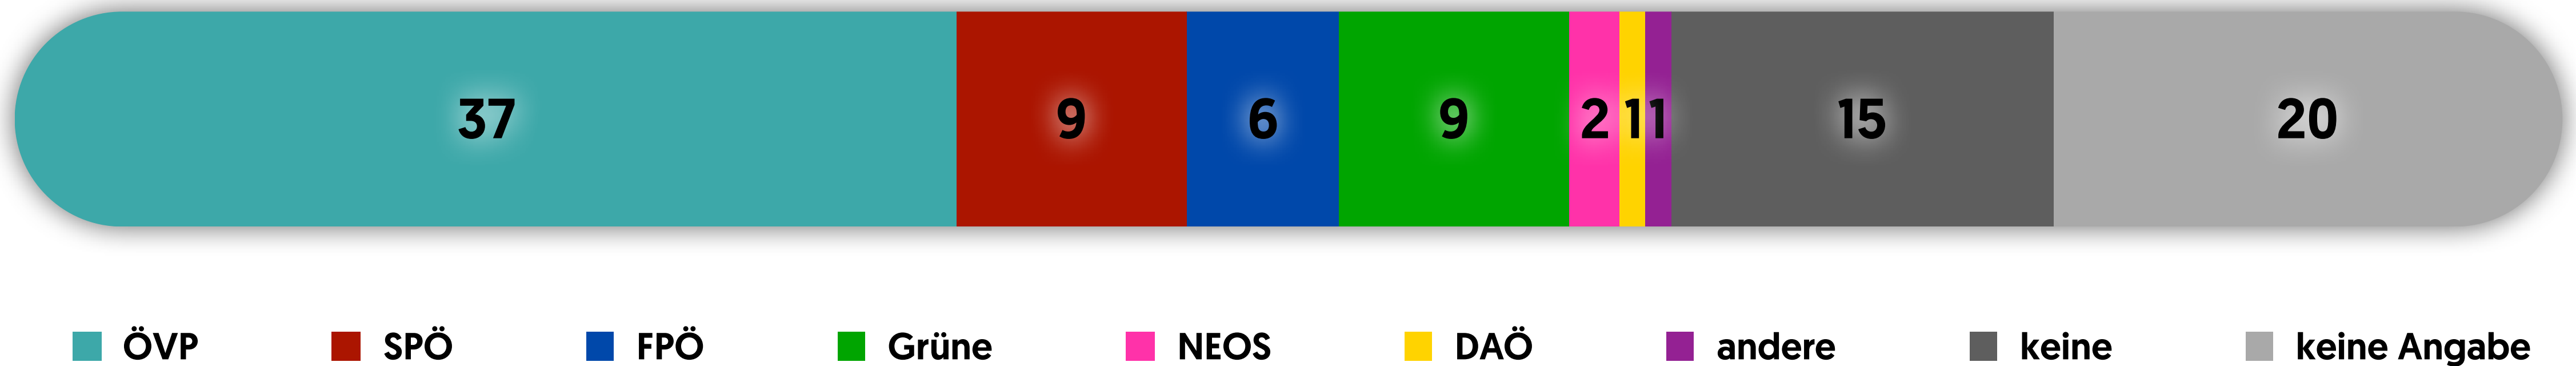 37 9 6 9 2 1 1 15 20
ÖVP SPÖ FPÖ Grüne NEOS DAÖ andere keine keine Angabe